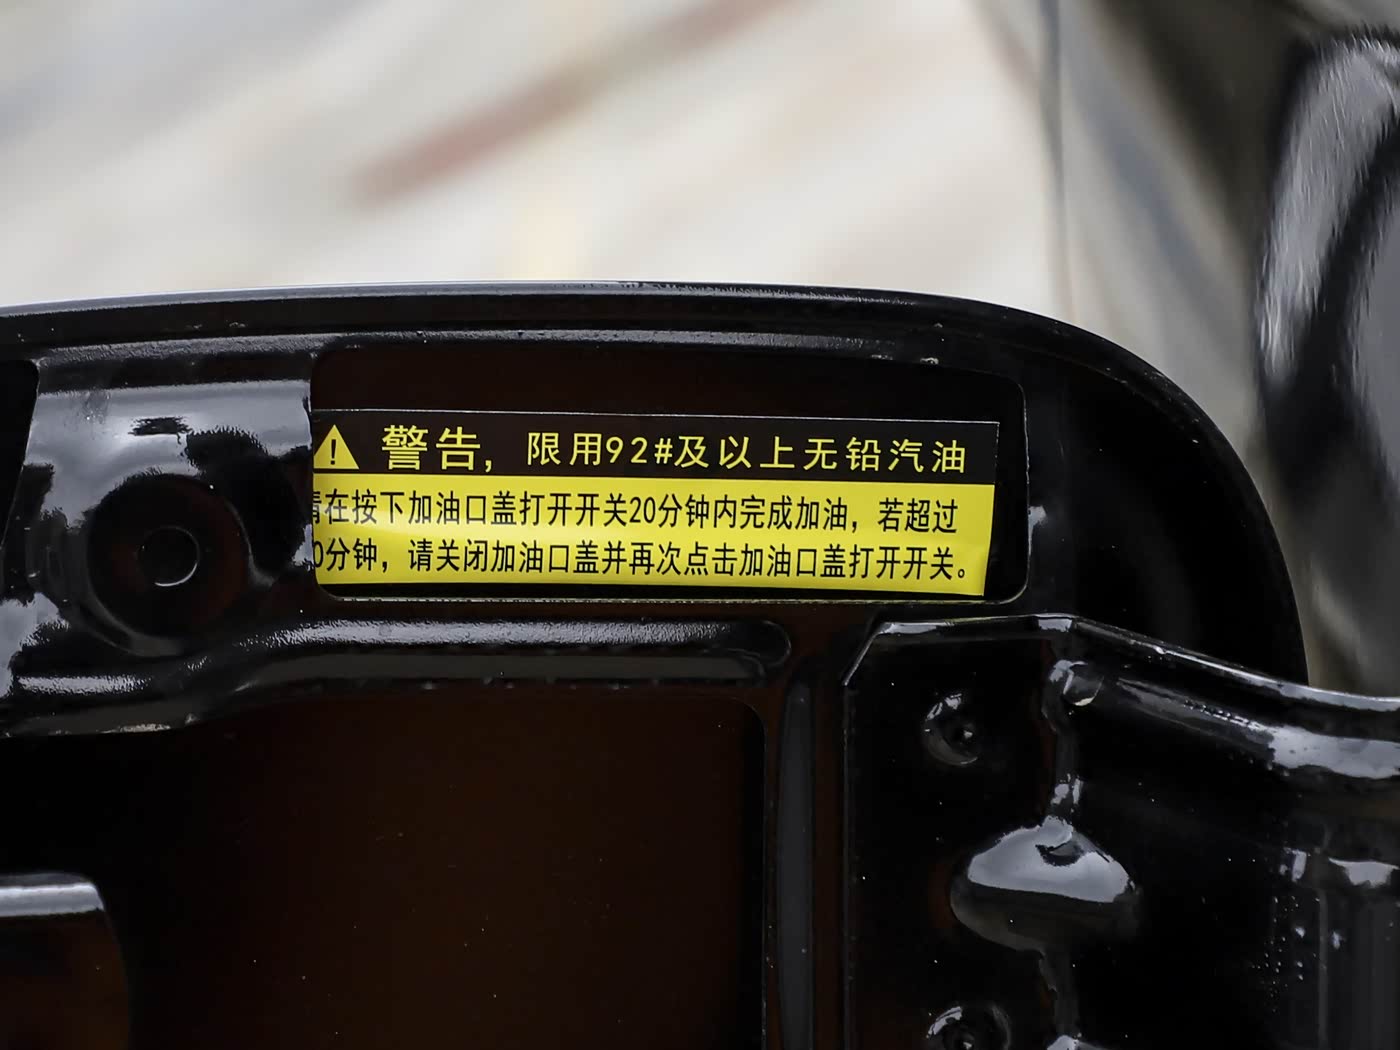 警告，限用92#及以上无铅汽油
请在按下加油口盖打开开关20分钟内完成加油，若超过
0分钟，请关闭加油口盖并再次点击加油口盖打开开关。